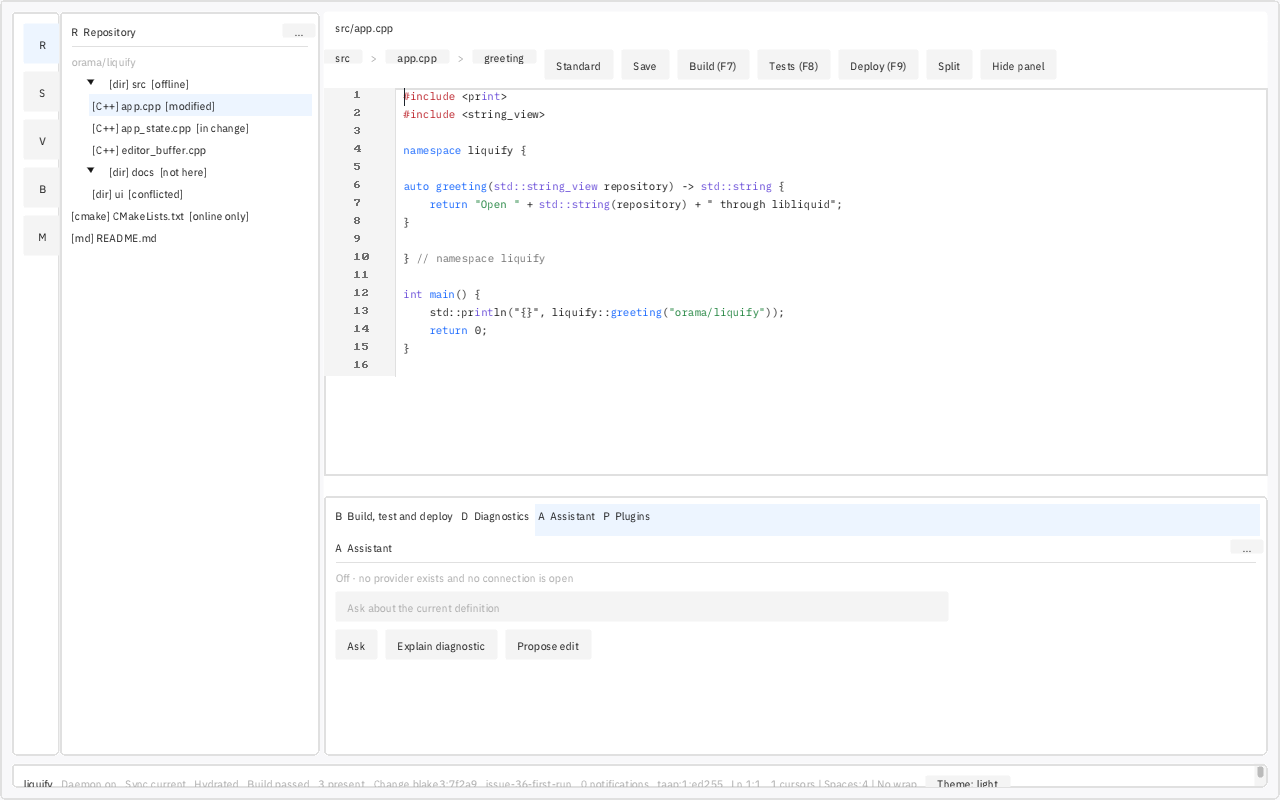 R
S
V
B
M
R Repository ...
orama/liquify
[dir] src [offline]
[C++] app.cpp [modified]
[C++] app_state.cpp [in change]
[C++] editor_buffer.cpp
[dir] docs [not here]
[dir] ui [conflicted]
[cmake] CMakeLists.txt [online only]
[md] README.md
src/app.cpp
src > app.cpp > greeting Standard Save Build (F7) Tests (F8) Deploy (F9) Split Hide panel
1 #include <print>
2 #include <string_view>
3
4 namespace liquify {
5
6 auto greeting(std::string_view repository) -> std::string {
7     return "Open " + std::string(repository) + " through libliquid";
8 }
9
10 } // namespace liquify
11
12 int main() {
13     std::println("{}", liquify::greeting("orama/liquify"));
14     return 0;
15 }
16
B Build, test and deploy D Diagnostics A Assistant P Plugins
A Assistant ...
Off - no provider exists and no connection is open
Ask about the current definition
Ask Explain diagnostic Propose edit
liquify Daemon on Sync current Hydrated Build passed 3 present Change blake3:7f2a9 issue-36-first-run 0 notifications taap:1:ed255 Ln 1:1 1 cursors | Spaces:4 | No wrap Theme: light